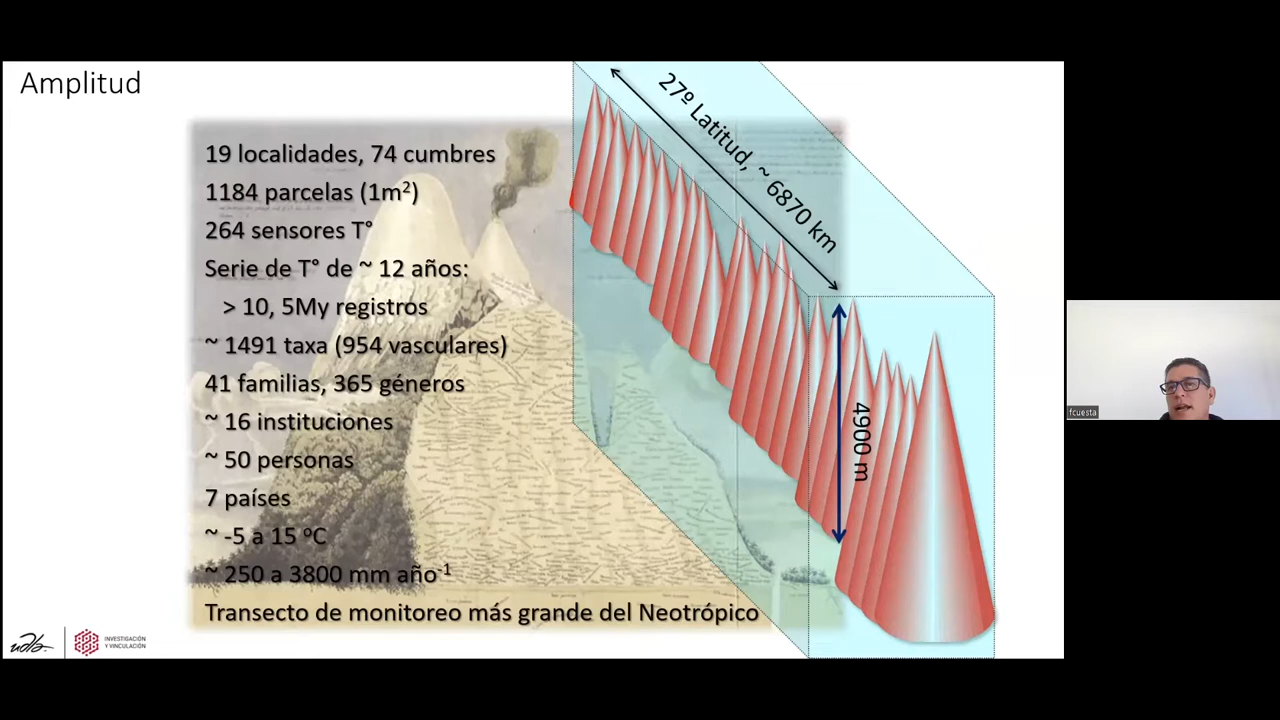 Amplitud
19 localidades, 74 cumbres
1184 parcelas (1m²)
264 sensores T°
Serie de T° de ~ 12 años:
> 10, 5My registros
~ 1491 taxa (954 vasculares)
41 familias, 365 géneros
~ 16 instituciones
~ 50 personas
7 países
~ -5 a 15 ºC
~ 250 a 3800 mm año⁻¹
Transecto de monitoreo más grande del Neotrópico
27º Latitud, ~ 6870 km
4900 m
udla
INVESTIGACIÓN
Y VINCULACIÓN
fcuesta